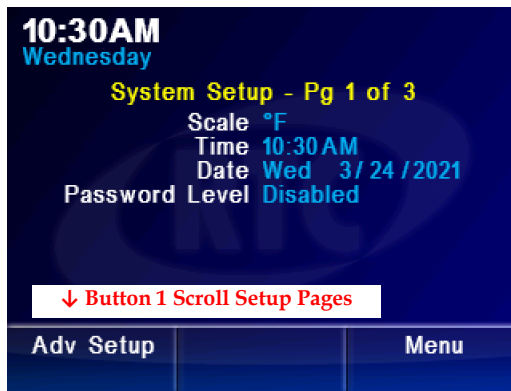 10:30AM
Wednesday
System Setup - Pg 1 of 3
Scale °F
Time 10:30 AM
Date Wed 3/ 24 /2021
Password Level Disabled
KIC
↓ Button 1 Scroll Setup Pages
Adv Setup Menu